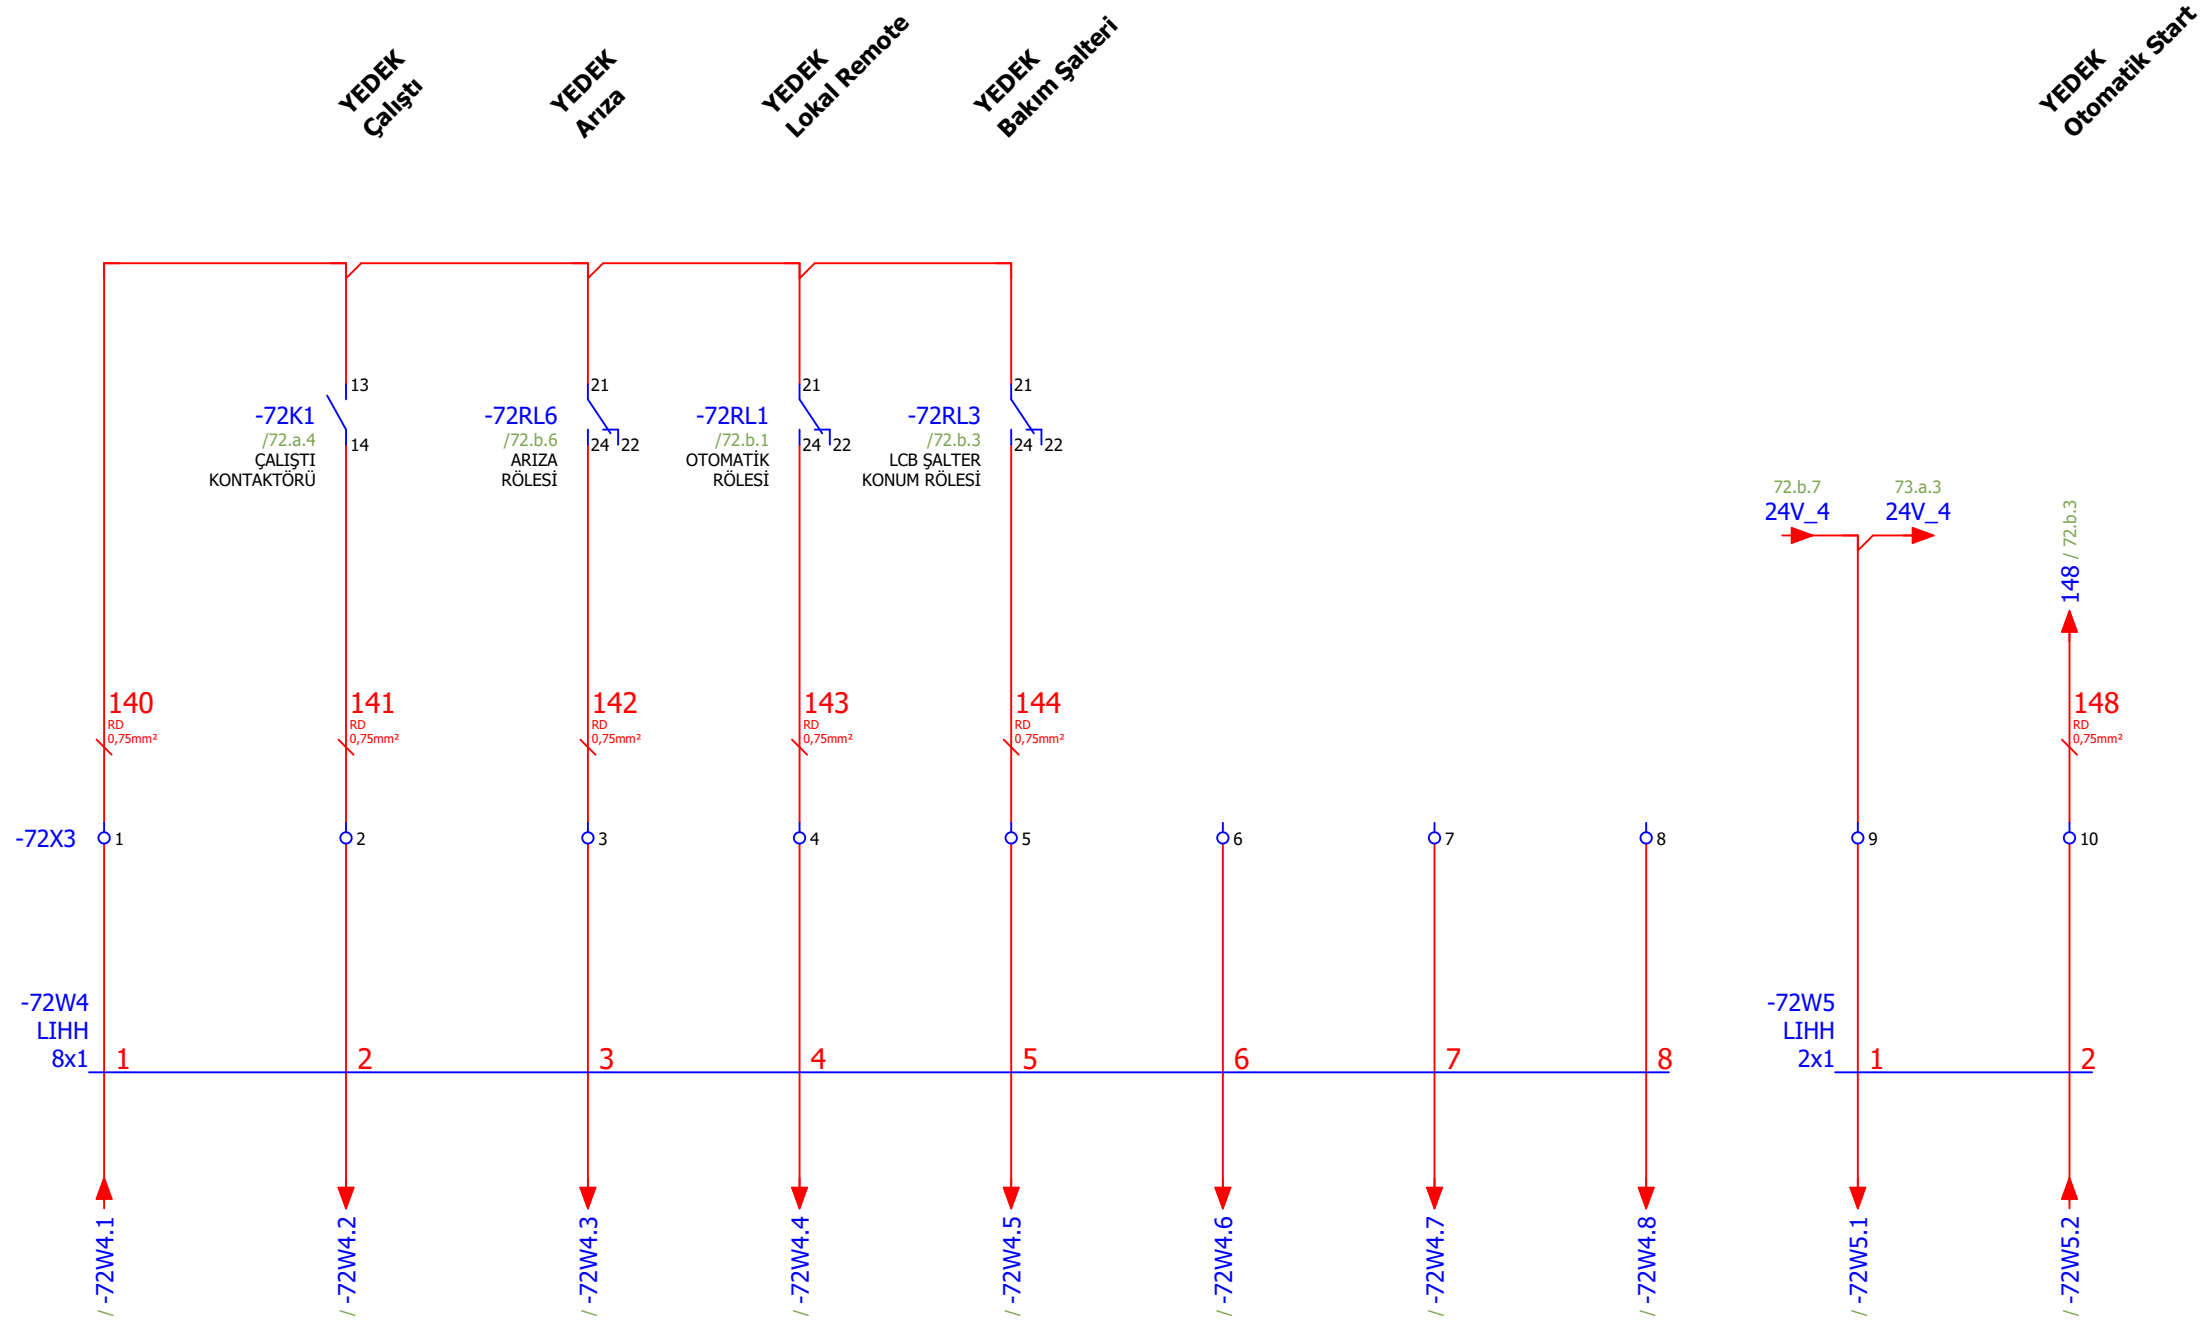 YEDEK
Çalıştı
YEDEK
Arıza
YEDEK
Lokal Remote
YEDEK
Bakım Şalteri
YEDEK
Otomatik Start
13
-72K1
/72.a.4
14
ÇALIŞTI
KONTAKTÖRÜ
21
-72RL6
/72.b.6
24 22
ARIZA
RÖLESİ
21
-72RL1
/72.b.1
24 22
OTOMATİK
RÖLESİ
21
-72RL3
/72.b.3
24 22
LCB ŞALTER
KONUM RÖLESİ
72.b.7
24V_4
73.a.3
24V_4
148 / 72.b.3
140
RD
0,75mm²
141
RD
0,75mm²
142
RD
0,75mm²
143
RD
0,75mm²
144
RD
0,75mm²
148
RD
0,75mm²
-72X3 1 2 3 4 5 6 7 8 9 10
-72W4
LIHH
8x1 1 2 3 4 5 6 7 8
-72W5
LIHH
2x1 1 2
/ -72W4.1
/ -72W4.2
/ -72W4.3
/ -72W4.4
/ -72W4.5
/ -72W4.6
/ -72W4.7
/ -72W4.8
/ -72W5.1
/ -72W5.2